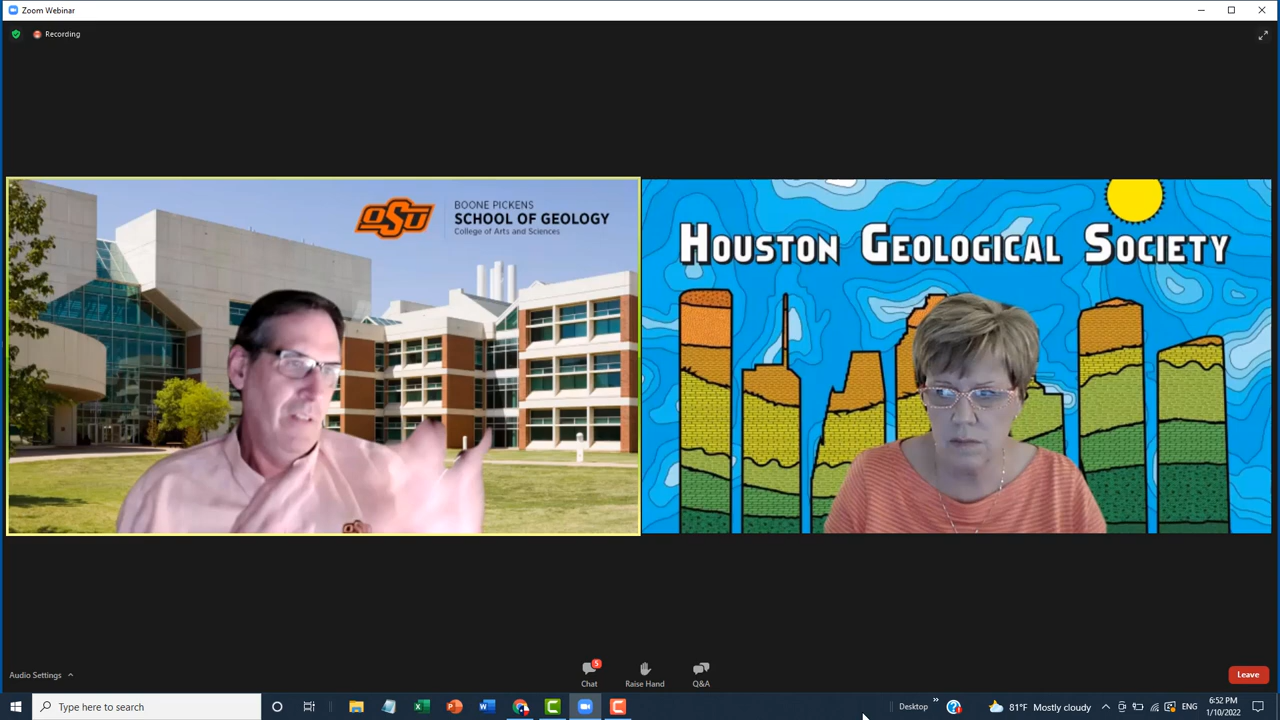 Zoom Webinar
Recording
OSU
BOONE PICKENS
SCHOOL OF GEOLOGY
College of Arts and Sciences
HOUSTON GEOLOGICAL SOCIETY
Audio Settings
5
Chat
Raise Hand
Q&A
Leave
Type here to search
Desktop
81°F Mostly cloudy
ENG
6:52 PM
1/10/2022